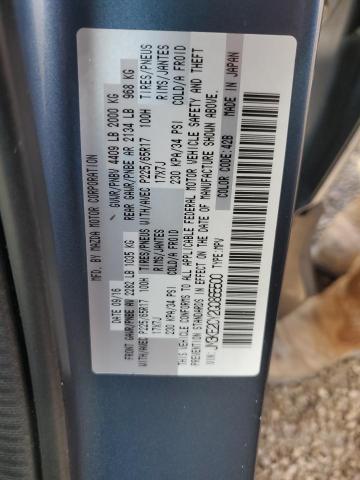 MFD. BY MAZDA MOTOR CORPORATION
DATE: 09/16 GVWR/PNBV 4409 LB 2000 KG
FRONT GAWR/PNBE AV 2282 LB 1035 KG REAR GAWR/PNBE AR 2134 LB 968 KG
TIRES/PNEUS TIRES/PNEUS
WITH/AVEC P225/65R17 100H WITH/AVEC P225/65R17 100H
RIMS/JANTES RIMS/JANTES
17X7J 17X7J
COLD/A FROID COLD/A FROID
230 KPA/34 PSI 230 KPA/34 PSI
THIS VEHICLE CONFORMS TO ALL APPLICABLE FEDERAL MOTOR VEHICLE SAFETY AND THEFT
PREVENTION STANDARDS IN EFFECT ON THE DATE OF MANUFACTURE SHOWN ABOVE.
TYPE:MPV COLOR CODE:42B MADE IN JAPAN